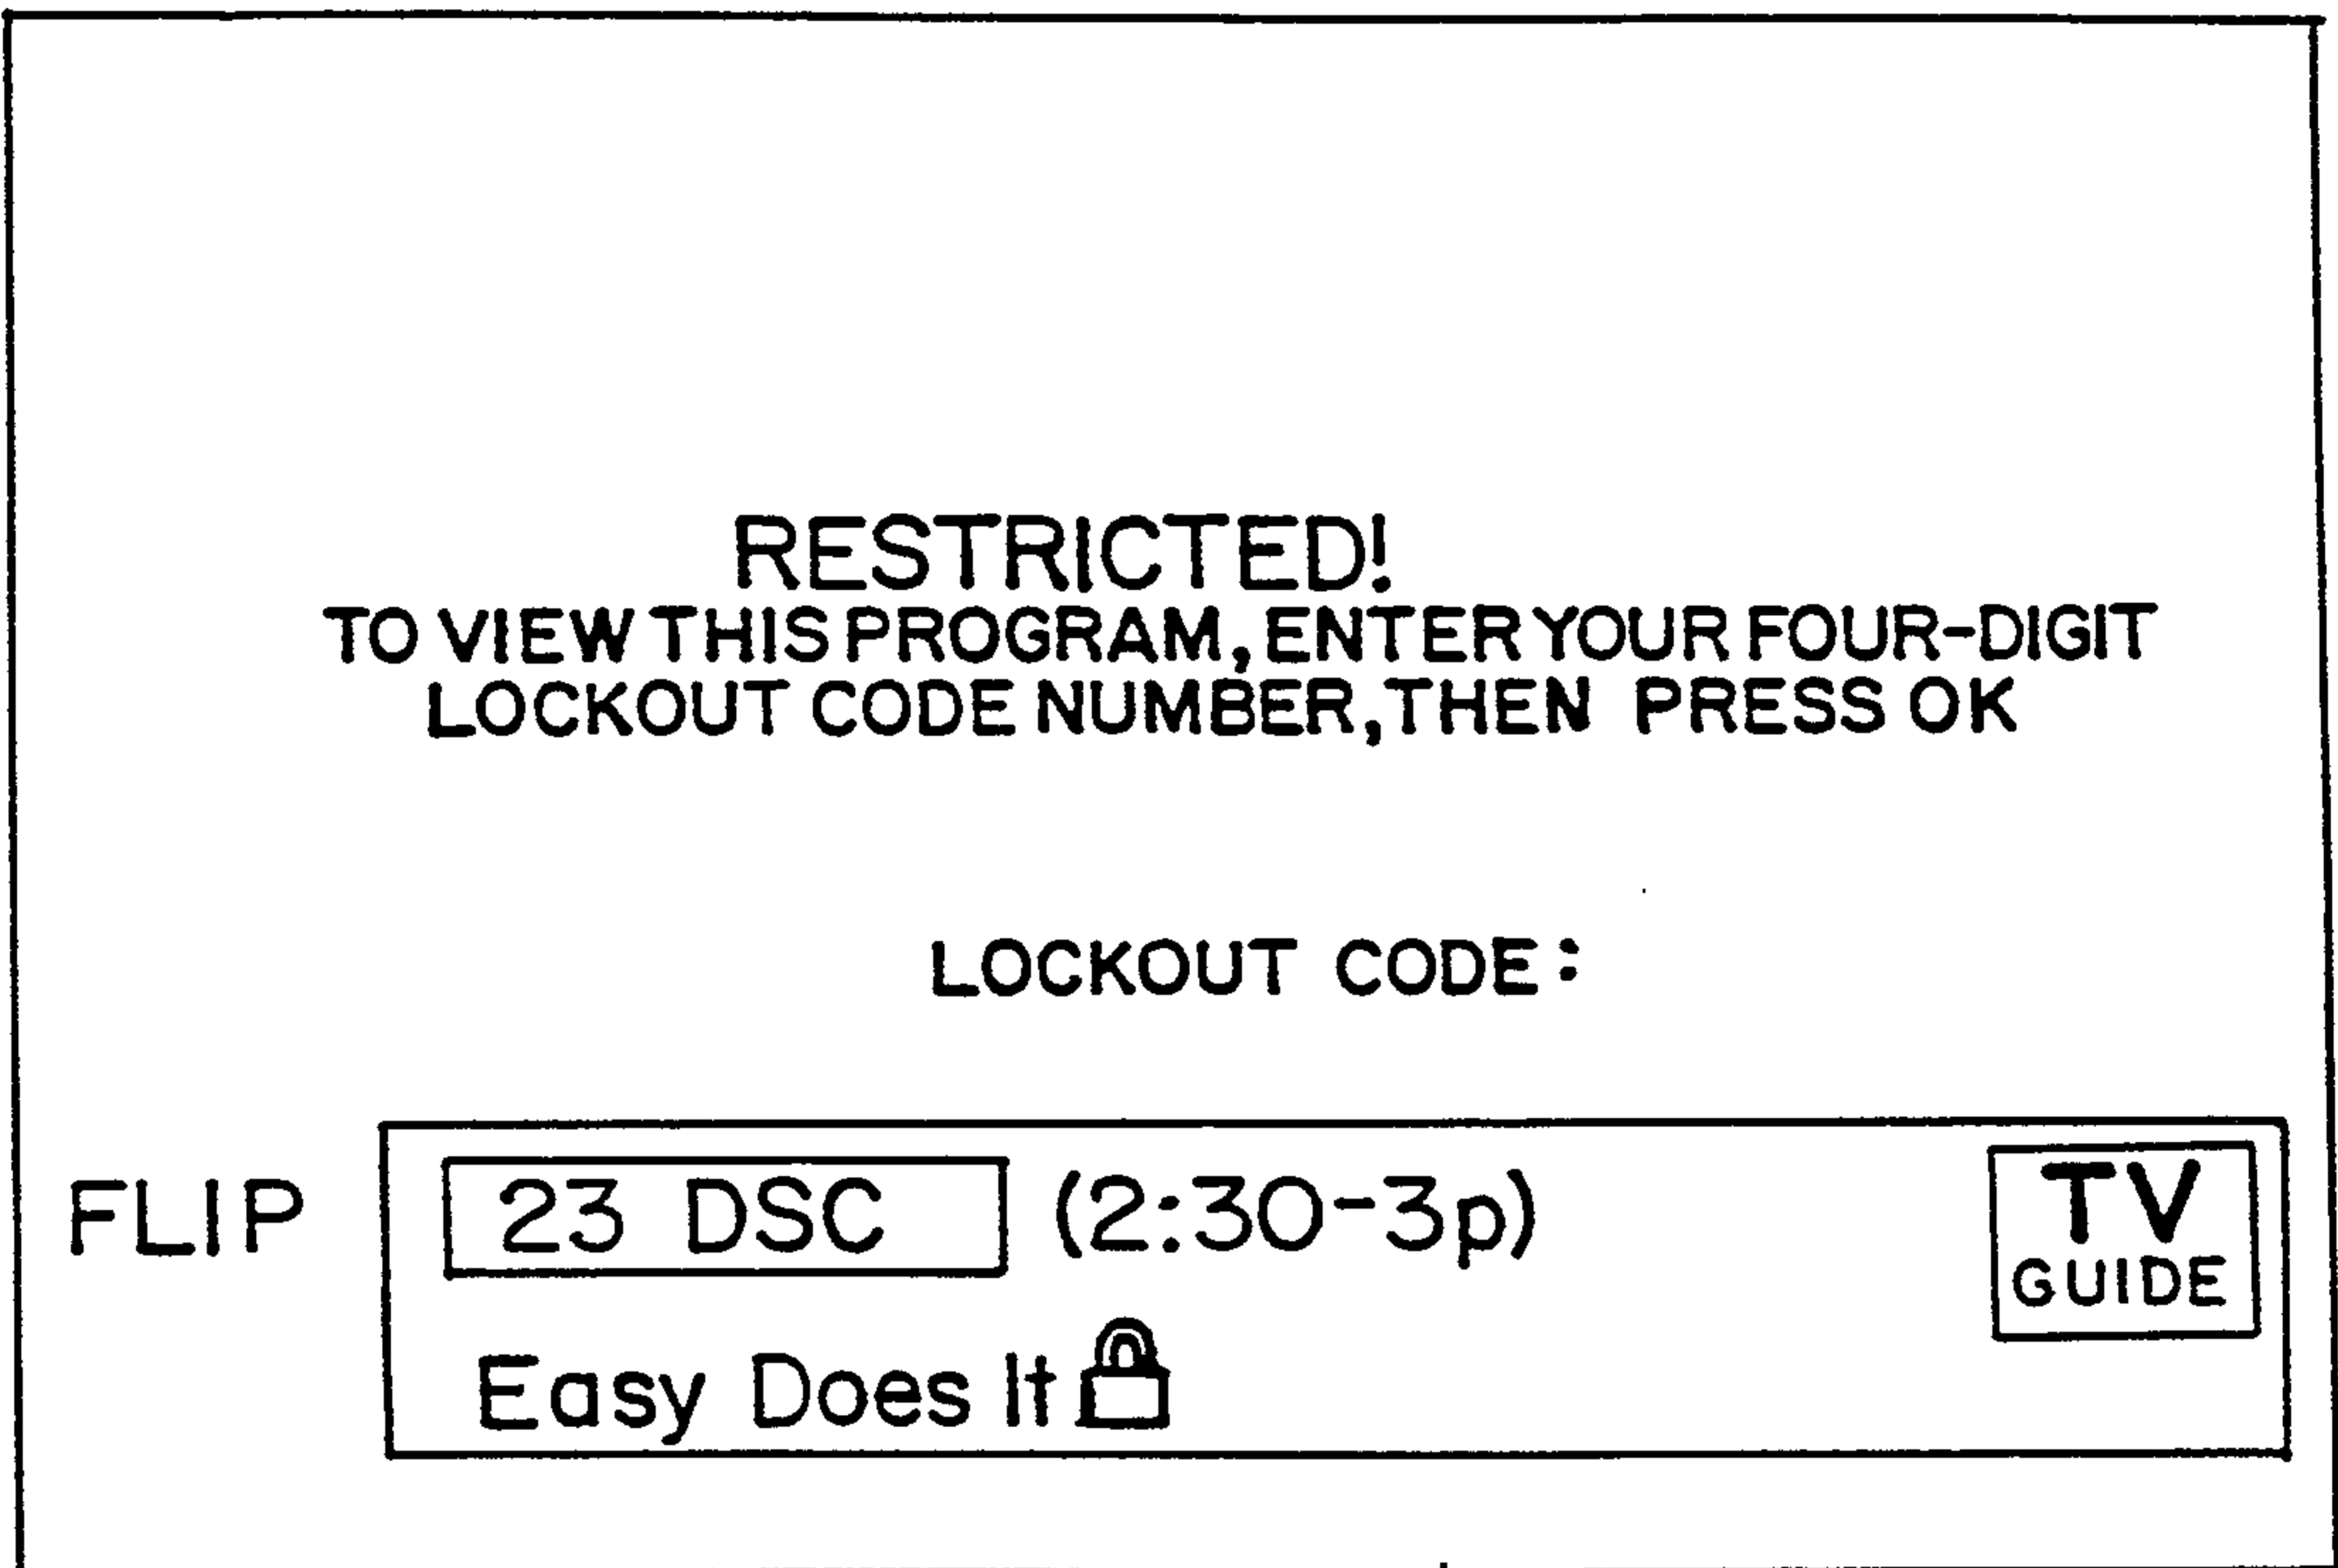 RESTRICTED!
TO VIEW THIS PROGRAM, ENTER YOUR FOUR-DIGIT
LOCKOUT CODE NUMBER, THEN PRESS OK
LOCKOUT CODE:
FLIP
23 DSC (2:30-3p)
TV
GUIDE
Easy Does It